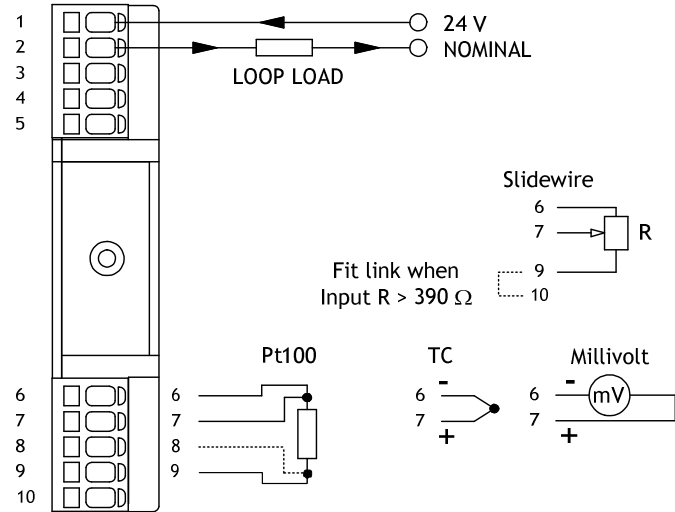 1
24 V
2
NOMINAL
3
LOOP LOAD
4
5
Slidewire
6
7
R
Fit link when
9
Input R > 390 Ω
10
Pt100
TC
Millivolt
6
6
6
-
6
-
mV
7
7
7
+
7
+
8
8
9
9
10